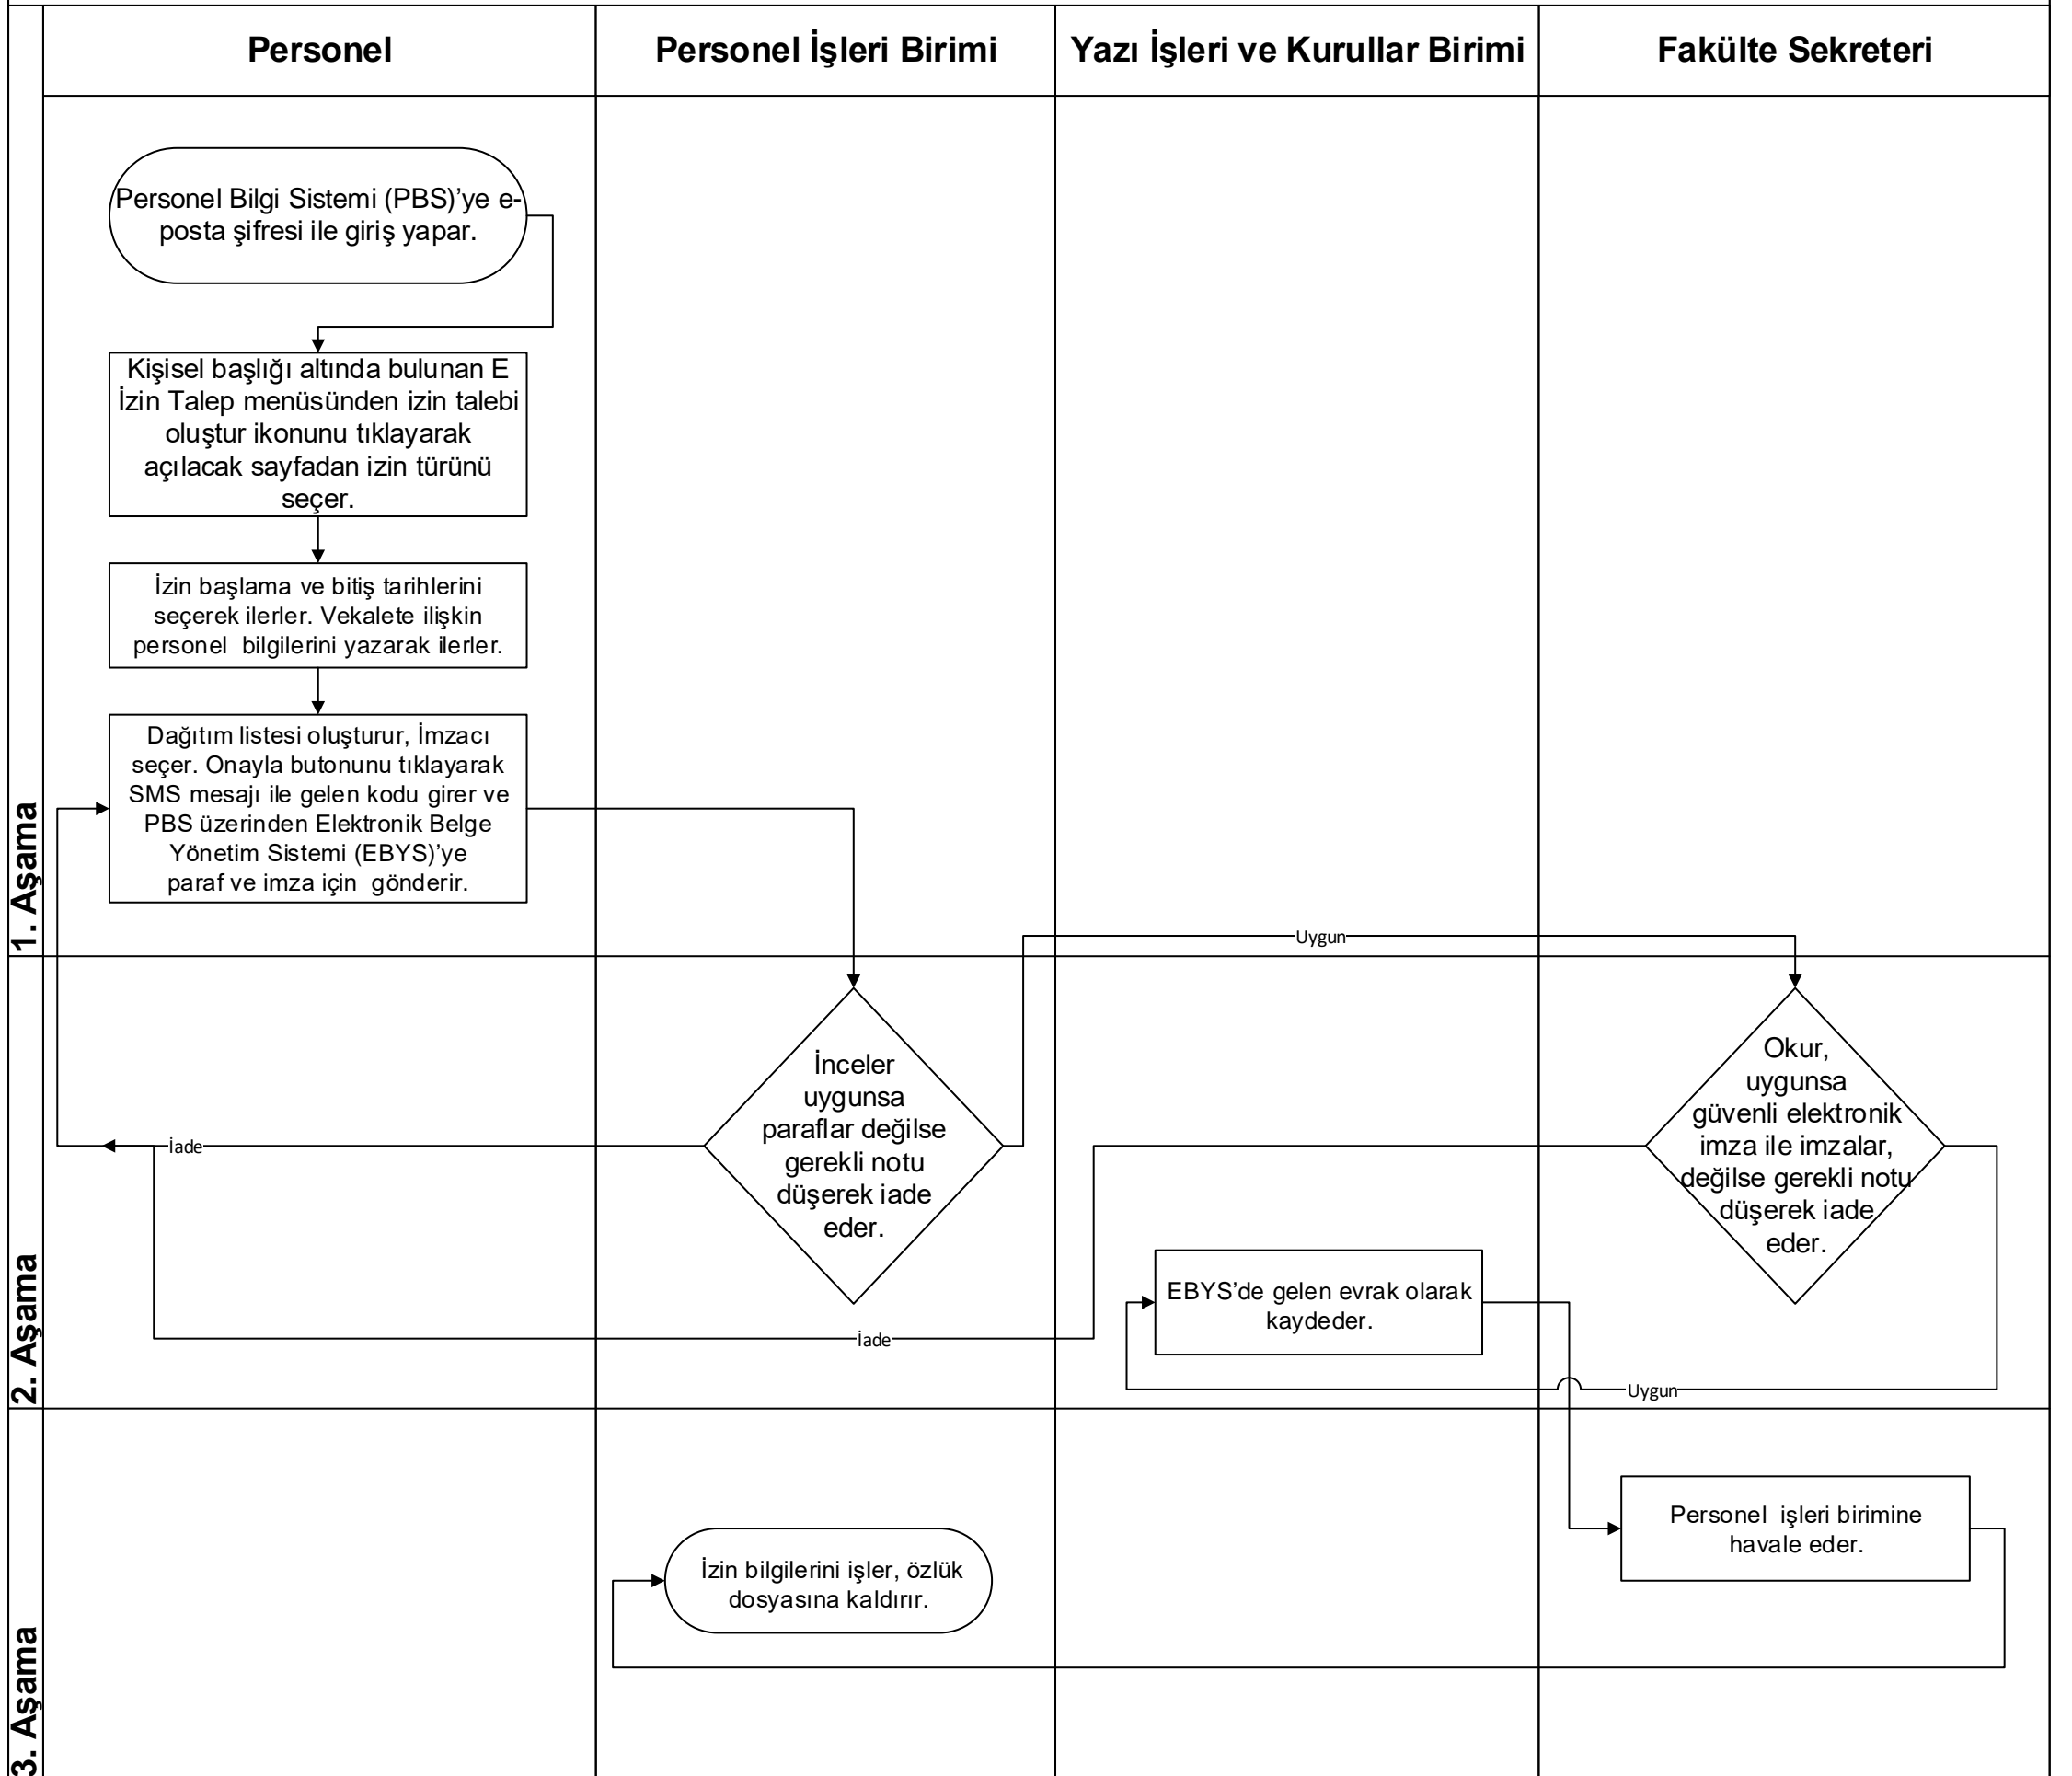 Personel
Personel İşleri Birimi
Yazı İşleri ve Kurullar Birimi
Fakülte Sekreteri
1. Aşama
Personel Bilgi Sistemi (PBS)’ye e-
posta şifresi ile giriş yapar.
Kişisel başlığı altında bulunan E
İzin Talep menüsünden izin talebi
oluştur ikonunu tıklayarak
açılacak sayfadan izin türünü
seçer.
İzin başlama ve bitiş tarihlerini
seçerek ilerler. Vekalete ilişkin
personel  bilgilerini yazarak ilerler.
Dağıtım listesi oluşturur, İmzacı
seçer. Onayla butonunu tıklayarak
SMS mesajı ile gelen kodu girer ve
PBS üzerinden Elektronik Belge
Yönetim Sistemi (EBYS)’ye
paraf ve imza için  gönderir.
Uygun
2. Aşama
İade
İnceler
uygunsa
paraflar değilse
gerekli notu
düşerek iade
eder.
Okur,
uygunsa
güvenli elektronik
imza ile imzalar,
değilse gerekli notu
düşerek iade
eder.
EBYS’de gelen evrak olarak
kaydeder.
İade
Uygun
3. Aşama
Personel  işleri birimine
havale eder.
İzin bilgilerini işler, özlük
dosyasına kaldırır.